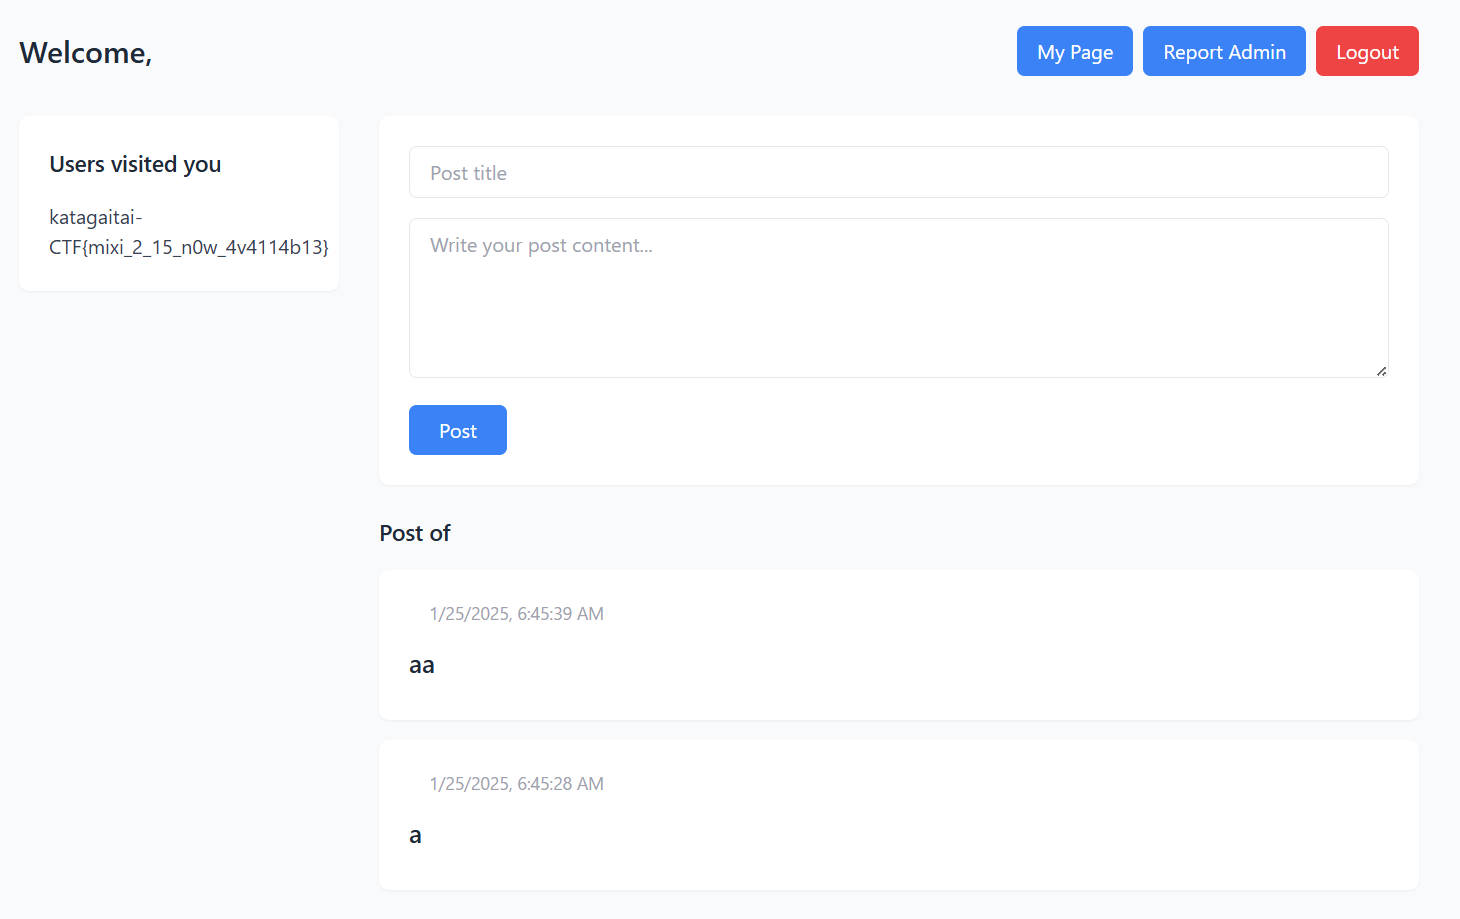 Welcome,
My Page
Report Admin
Logout
Users visited you
katagaitai-
CTF{mixi_2_15_n0w_4v4114b13}
Post title
Write your post content...
Post
Post of
1/25/2025, 6:45:39 AM
aa
1/25/2025, 6:45:28 AM
a